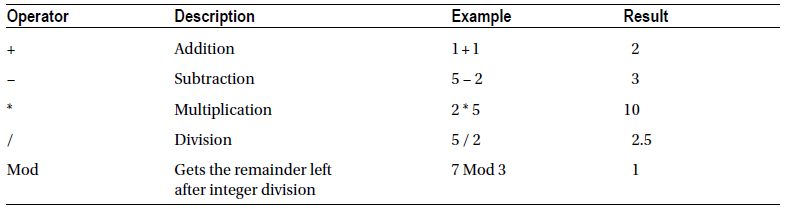 Operator Description Example Result
+ Addition 1 + 1 2
– Subtraction 5 – 2 3
* Multiplication 2 * 5 10
/ Division 5 / 2 2.5
Mod Gets the remainder left 7 Mod 3 1
after integer division